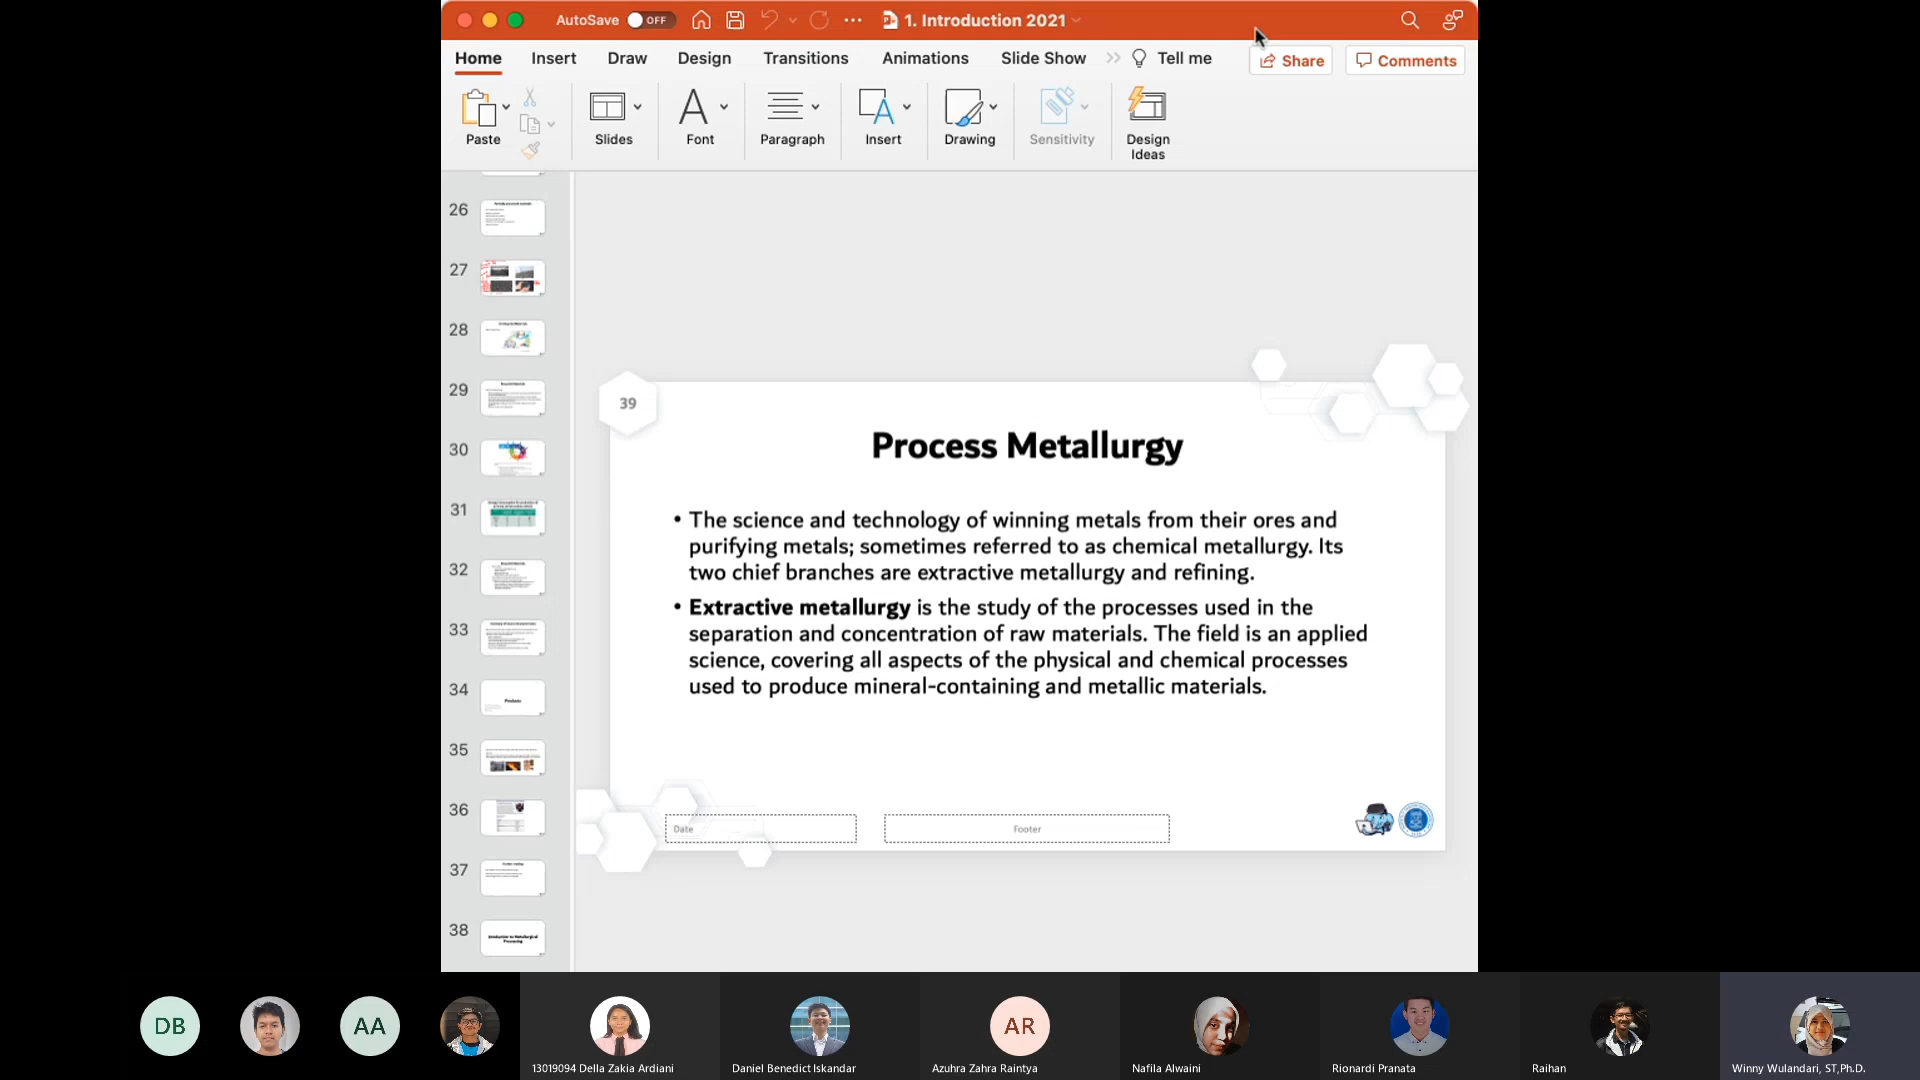 AutoSave OFF 1. Introduction 2021
Home Insert Draw Design Transitions Animations Slide Show Tell me Share Comments
Paste Slides Font Paragraph Insert Drawing Sensitivity Design
Ideas
26
27
28
29
30
31
32
33
34
Products
35
36
37
38
Introduction to Metallurgical
Processing
39
Process Metallurgy
• The science and technology of winning metals from their ores and
purifying metals; sometimes referred to as chemical metallurgy. Its
two chief branches are extractive metallurgy and refining.
• Extractive metallurgy is the study of the processes used in the
separation and concentration of raw materials. The field is an applied
science, covering all aspects of the physical and chemical processes
used to produce mineral-containing and metallic materials.
Date Footer
DB AA AR
13019094 Della Zakia Ardiani Daniel Benedict Iskandar Azuhra Zahra Raintya Nafila Alwaini Rionardi Pranata Raihan Winny Wulandari, ST,Ph.D.